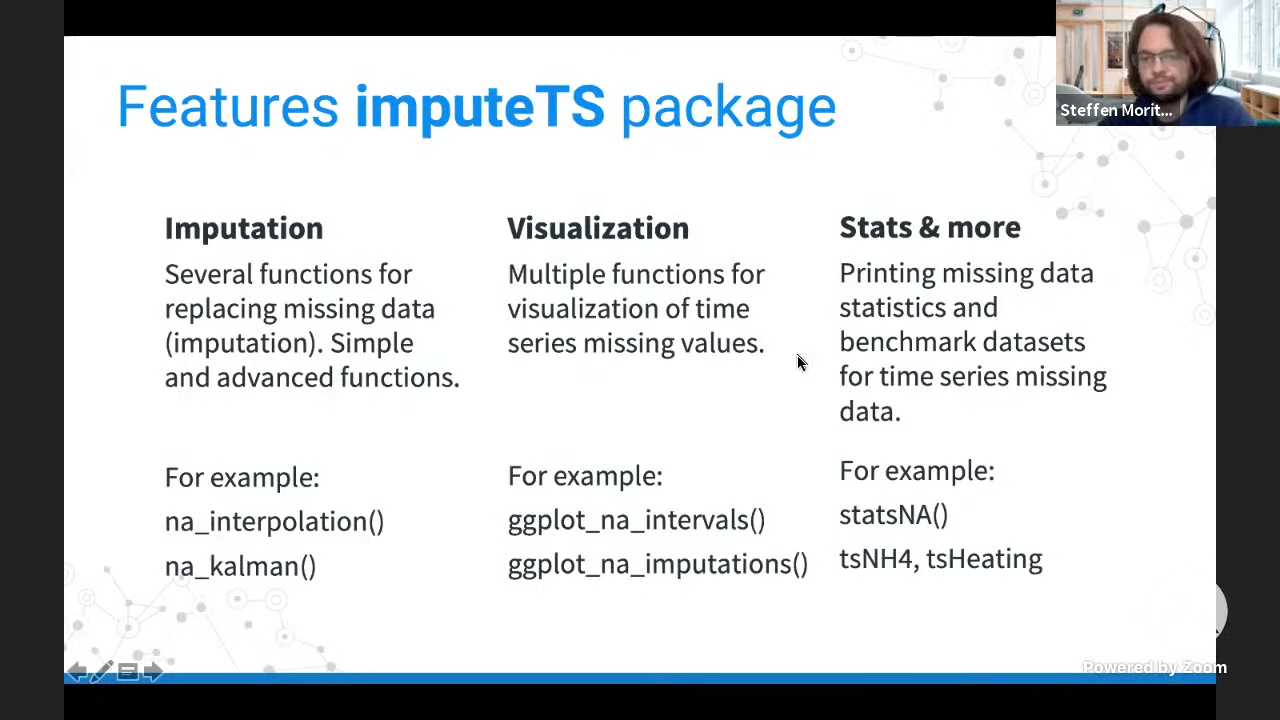 Features imputeTS package
Steffen Morit...
Imputation
Several functions for
replacing missing data
(imputation). Simple
and advanced functions.
For example:
na_interpolation()
na_kalman()
Visualization
Multiple functions for
visualization of time
series missing values.
For example:
ggplot_na_intervals()
ggplot_na_imputations()
Stats & more
Printing missing data
statistics and
benchmark datasets
for time series missing
data.
For example:
statsNA()
tsNH4, tsHeating
Powered by Zoom